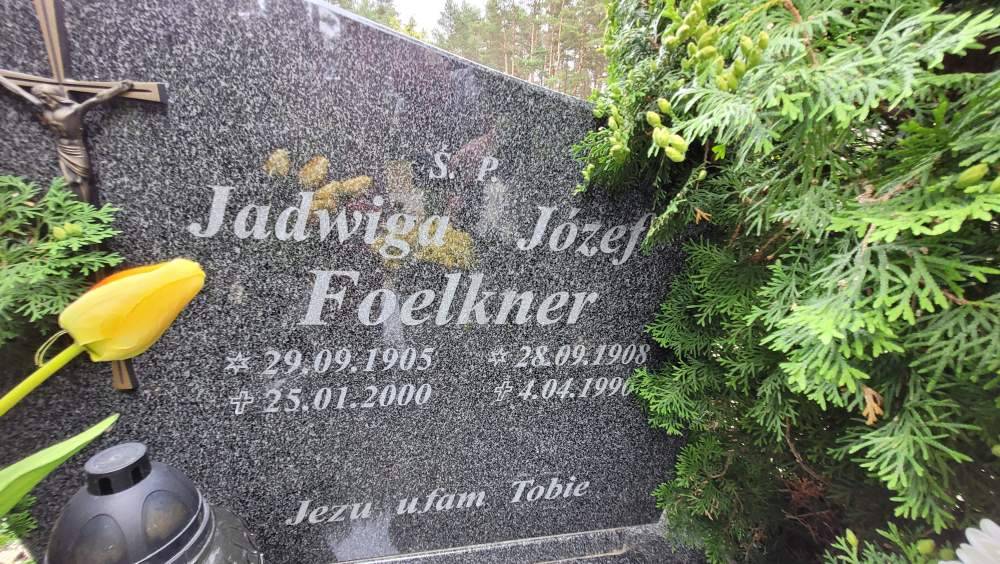 Ś. P.
Jadwiga Józef
Foelkner
29.09.1905 28.09.1908
25.01.2000 4.04.1990
Jezu ufam Tobie